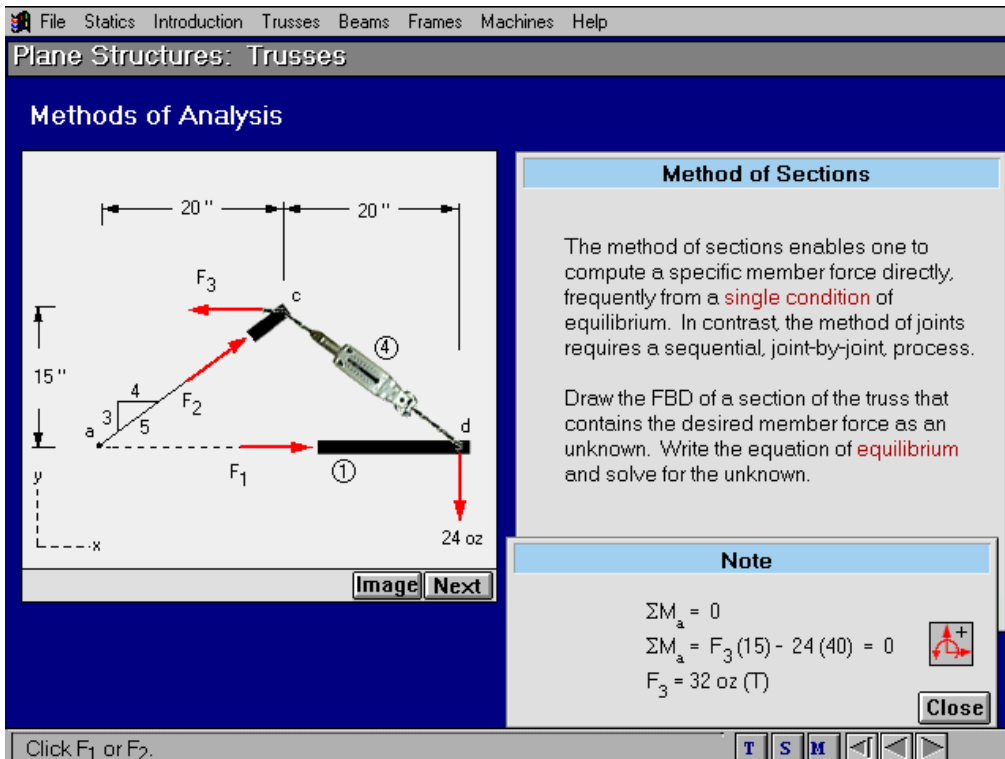 File Statics Introduction Trusses Beams Frames Machines Help
Plane Structures: Trusses
Methods of Analysis
20 " 20 "
F3
c
15 "
4
3
5
F2
4
a
d
F1
1
y
x
24 oz
Image Next
Method of Sections
The method of sections enables one to
compute a specific member force directly,
frequently from a single condition of
equilibrium. In contrast, the method of joints
requires a sequential, joint-by-joint, process.
Draw the FBD of a section of the truss that
contains the desired member force as an
unknown. Write the equation of equilibrium
and solve for the unknown.
Note
ΣMa = 0
ΣMa = F3 (15) - 24 (40) = 0
F3 = 32 oz (T)
+
Close
Click F1 or F2.
T S M